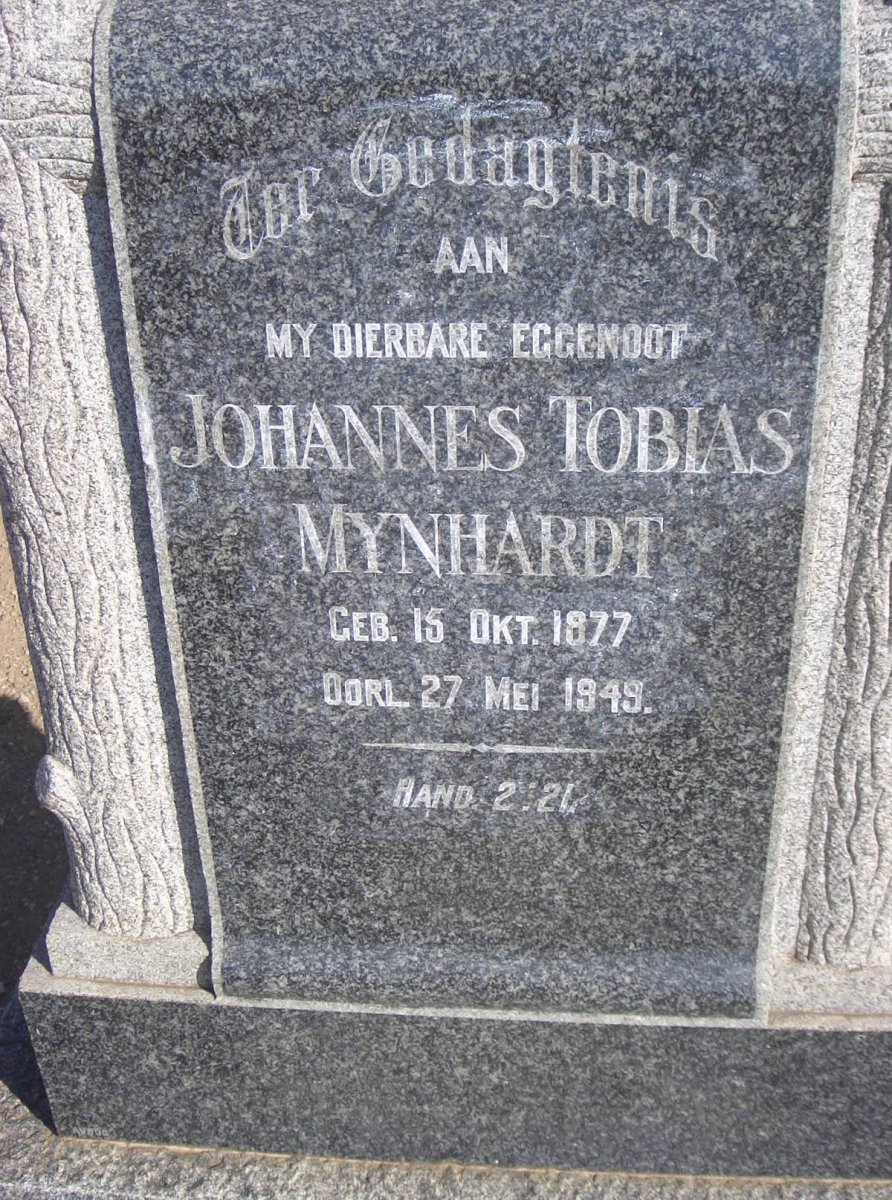 Ter Gedagtenis
AAN
MY DIERBARE EGGENOOT
JOHANNES TOBIAS
MYNHARDT
GEB. 15 OKT. 1877
OORL. 27 MEI 1949.
HAND. 2:21.